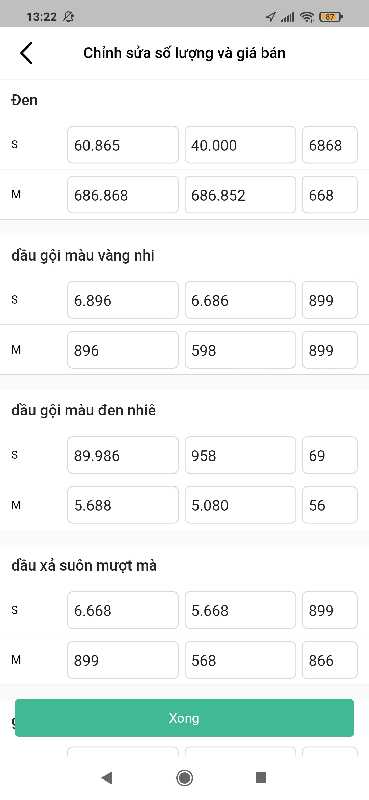 13:22
87
Chỉnh sửa số lượng và giá bán
Đen
S 60.865 40.000 6868
M 686.868 686.852 668
dầu gội màu vàng nhi
S 6.896 6.686 899
M 896 598 899
dầu gội màu đen nhiê
S 89.986 958 69
M 5.688 5.080 56
dầu xả suôn mượt mà
S 6.668 5.668 899
M 899 568 866
Xong